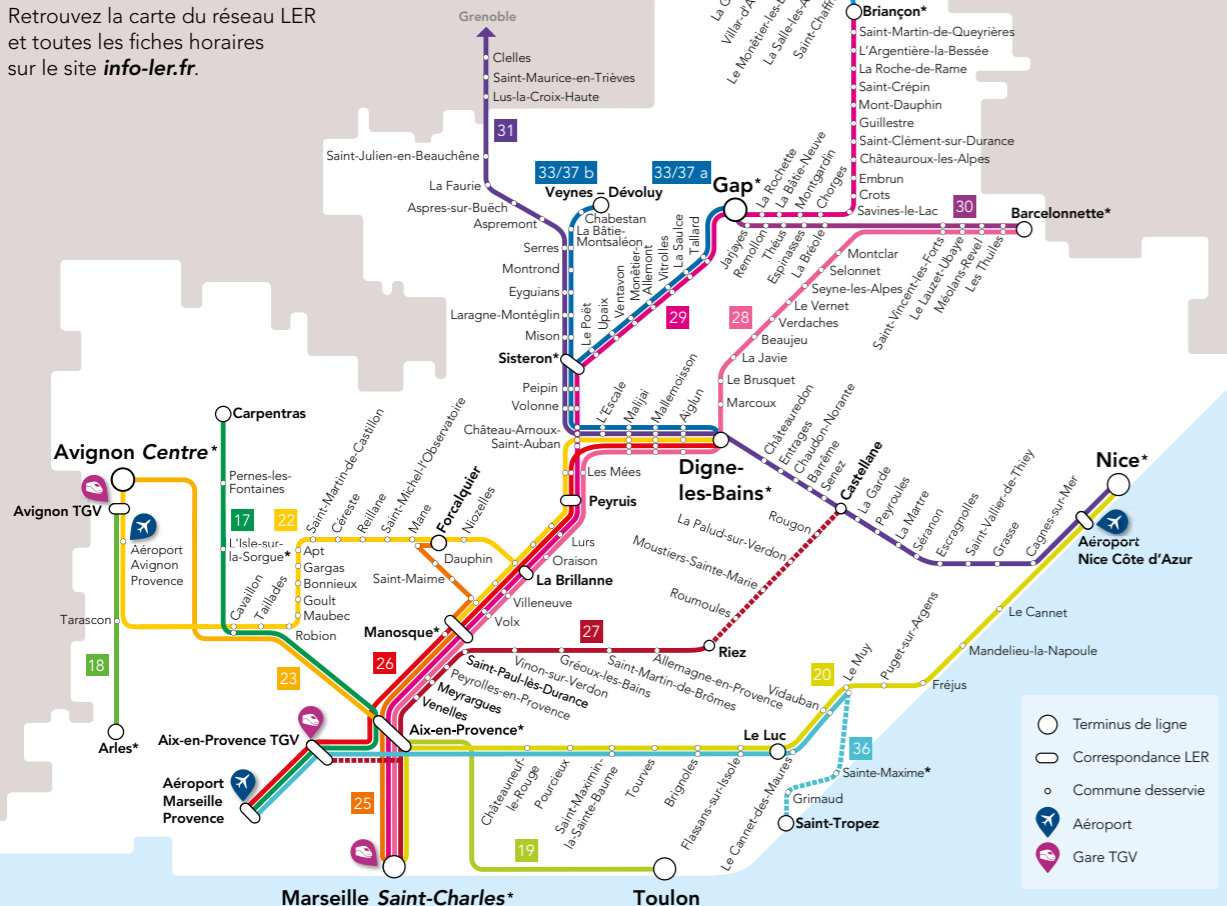 Retrouvez la carte du réseau LER
et toutes les fiches horaires
sur le site info-ler.fr.
Grenoble
Clelles
Saint-Maurice-en-Trièves
Lus-la-Croix-Haute
31
Saint-Julien-en-Beauchêne
La Faurie
Aspres-sur-Buëch
Aspremont
Serres
Montrond
Eyguians
Laragne-Montéglin
Mison
Sisteron*
Peipin
Volonne
Château-Arnoux-
Saint-Auban
33/37 b
Veynes – Dévoluy
Chabestan
La Bâtie-
Montsaléon
33/37 a
Gap*
Le Poët
Upaix
Ventavon
Monêtier-
Allemont
Vitrolles
La Saulce
Tallard
29
Le Monêtier-les-B
La Salle-les-A
Saint-Chaffr
Briançon*
Saint-Martin-de-Queyrières
L'Argentière-la-Bessée
La Roche-de-Rame
Saint-Crépin
Mont-Dauphin
Guillestre
Saint-Clément-sur-Durance
Châteauroux-les-Alpes
Embrun
Crots
Savines-le-Lac
La Rochette
La Bâtie-Neuve
Montgardin
Chorges
30
Barcelonnette*
Jarjayes
Remollon
Théus
Espinasses
La Bréole
Saint-Vincent-les-Forts
Le Lauzet-Ubaye
Méolans-Revel
Les Thuiles
Montclar
Selonnet
Seyne-les-Alpes
Le Vernet
Verdaches
Beaujeu
La Javie
Le Brusquet
Marcoux
28
L'Escale
Malijai
Mallemoisson
Aiglun
Digne-
les-Bains*
Les Mées
Peyruis
Carpentras
Pernes-les-
Fontaines
17
L'Isle-sur-
la-Sorgue*
Cavaillon
Taillades
Robion
Avignon Centre*
Avignon TGV
Aéroport
Avignon
Provence
Tarascon
18
Arles*
22
Saint-Martin-de-Castillon
Céreste
Reillane
Saint-Michel-l'Observatoire
Mane
Forcalquier
Niozelles
Apt
Gargas
Bonnieux
Goult
Maubec
Dauphin
Saint-Maime
Lurs
Oraison
La Brillanne
Villeneuve
Volx
Manosque*
23
26
27
Saint-Paul-lès-Durance
Peyrolles-en-Provence
Meyrargues
Venelles
Vinon-sur-Verdon
Gréoux-les-Bains
Saint-Martin-de-Brômes
Allemagne-en-Provence
Riez
Roumoules
Moustiers-Sainte-Marie
La Palud-sur-Verdon
Rougon
Châteauredon
Entrages
Chaudon-Norante
Barrême
Senez
Castellane
La Garde
Peyroules
La Martre
Séranon
Escragnolles
Saint-Vallier-de-Thiey
Grasse
Cagnes-sur-Mer
Nice*
Aéroport
Nice Côte d'Azur
Le Cannet
Mandelieu-la-Napoule
Fréjus
Puget-sur-Argens
Le Muy
Vidauban
20
Le Luc
36
Sainte-Maxime*
Grimaud
Saint-Tropez
Aix-en-Provence TGV
Aix-en-Provence*
Aéroport
Marseille
Provence
25
Châteauneuf-
le-Rouge
Pourcieux
Saint-Maximin-
la-Sainte-Baume
Tourves
Brignoles
Flassans-sur-Issole
Le Cannet-des-Maures
19
Marseille Saint-Charles*
Toulon
Terminus de ligne
Correspondance LER
Commune desservie
Aéroport
Gare TGV